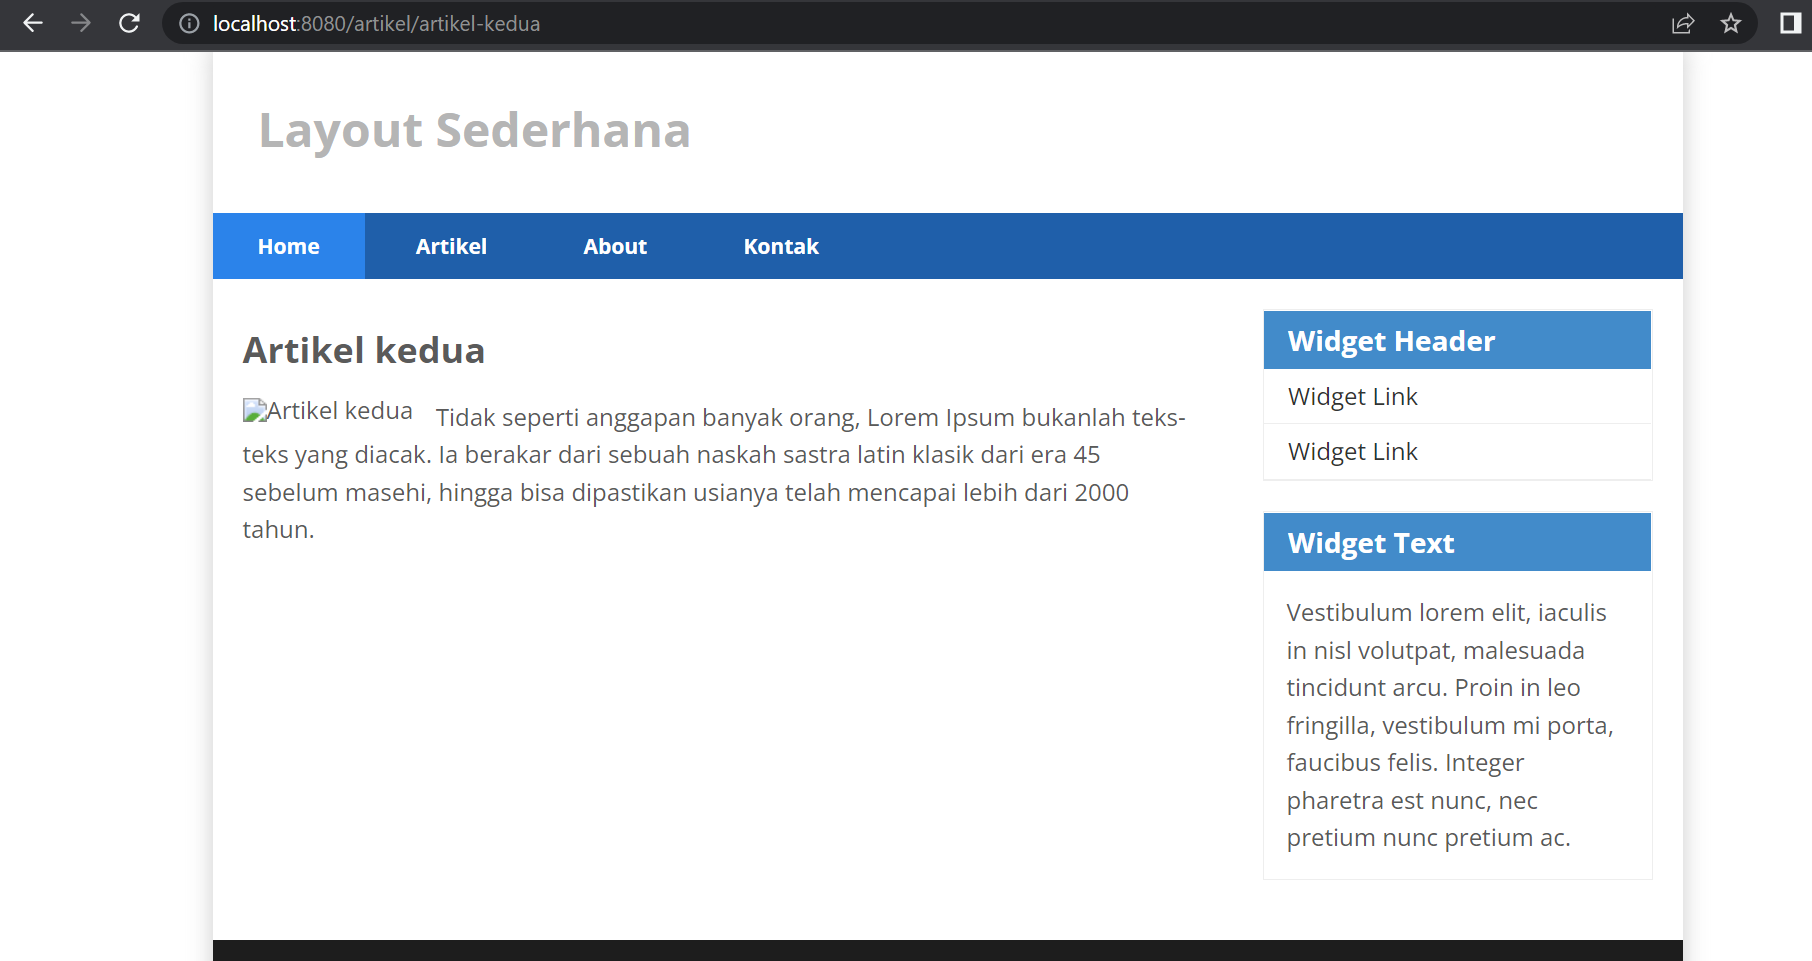 localhost:8080/artikel/artikel-kedua
Layout Sederhana
Home Artikel About Kontak
Artikel kedua
Artikel kedua Tidak seperti anggapan banyak orang, Lorem Ipsum bukanlah teks-
teks yang diacak. Ia berakar dari sebuah naskah sastra latin klasik dari era 45
sebelum masehi, hingga bisa dipastikan usianya telah mencapai lebih dari 2000
tahun.
Widget Header
Widget Link
Widget Link
Widget Text
Vestibulum lorem elit, iaculis
in nisl volutpat, malesuada
tincidunt arcu. Proin in leo
fringilla, vestibulum mi porta,
faucibus felis. Integer
pharetra est nunc, nec
pretium nunc pretium ac.